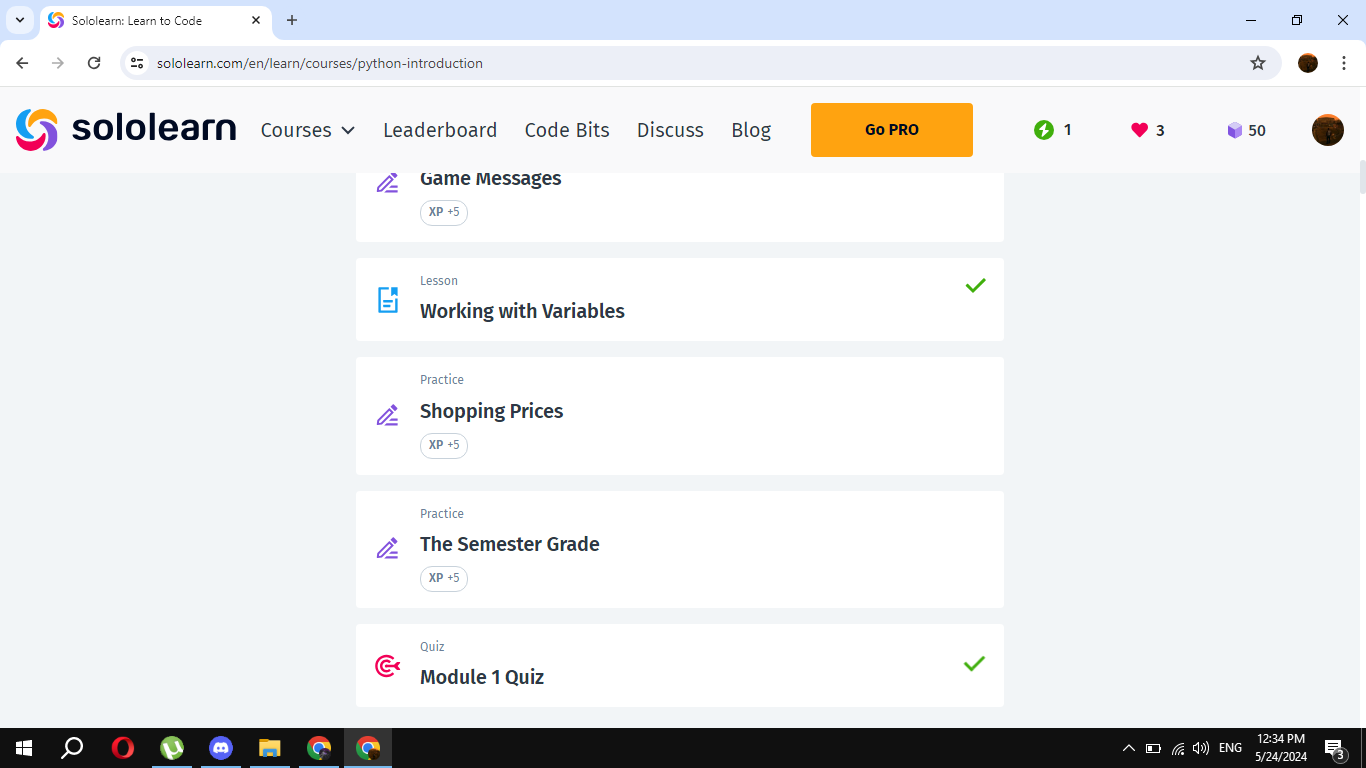 Sololearn: Learn to Code
sololearn.com/en/learn/courses/python-introduction
sololearn Courses Leaderboard Code Bits Discuss Blog Go PRO 1 3 50
Game Messages
XP +5
Lesson
Working with Variables
Practice
Shopping Prices
XP +5
Practice
The Semester Grade
XP +5
Quiz
Module 1 Quiz
ENG
12:34 PM
5/24/2024
3